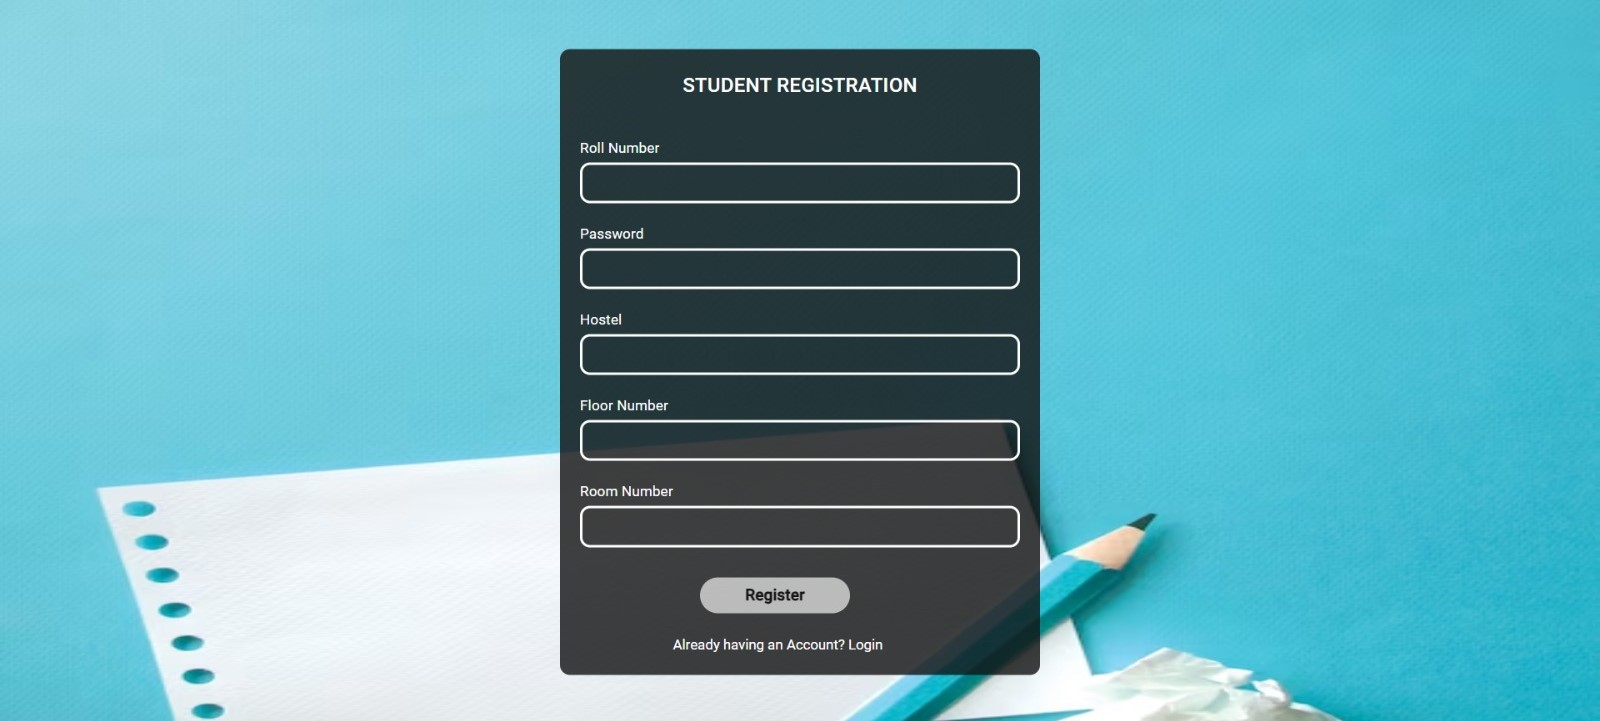 STUDENT REGISTRATION
Roll Number
Password
Hostel
Floor Number
Room Number
Register
Already having an Account? Login